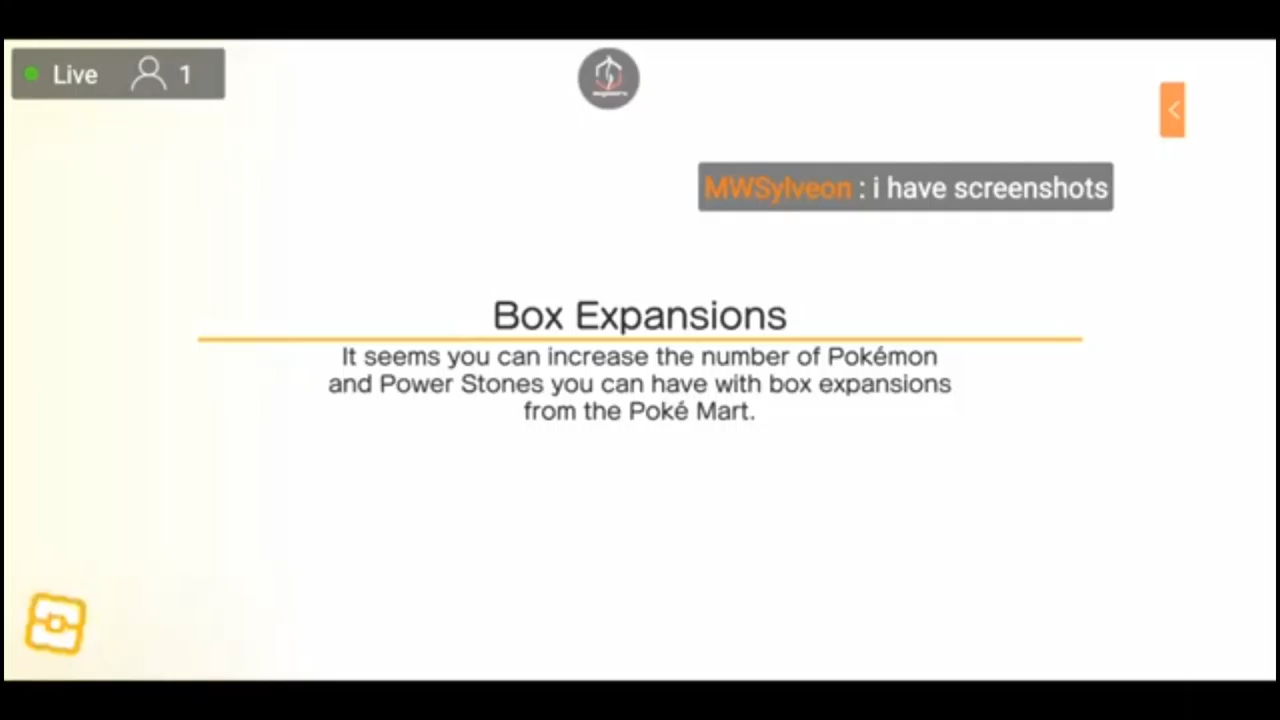 Live 1
MWSylveon : i have screenshots
Box Expansions
It seems you can increase the number of Pokémon
and Power Stones you can have with box expansions
from the Poké Mart.